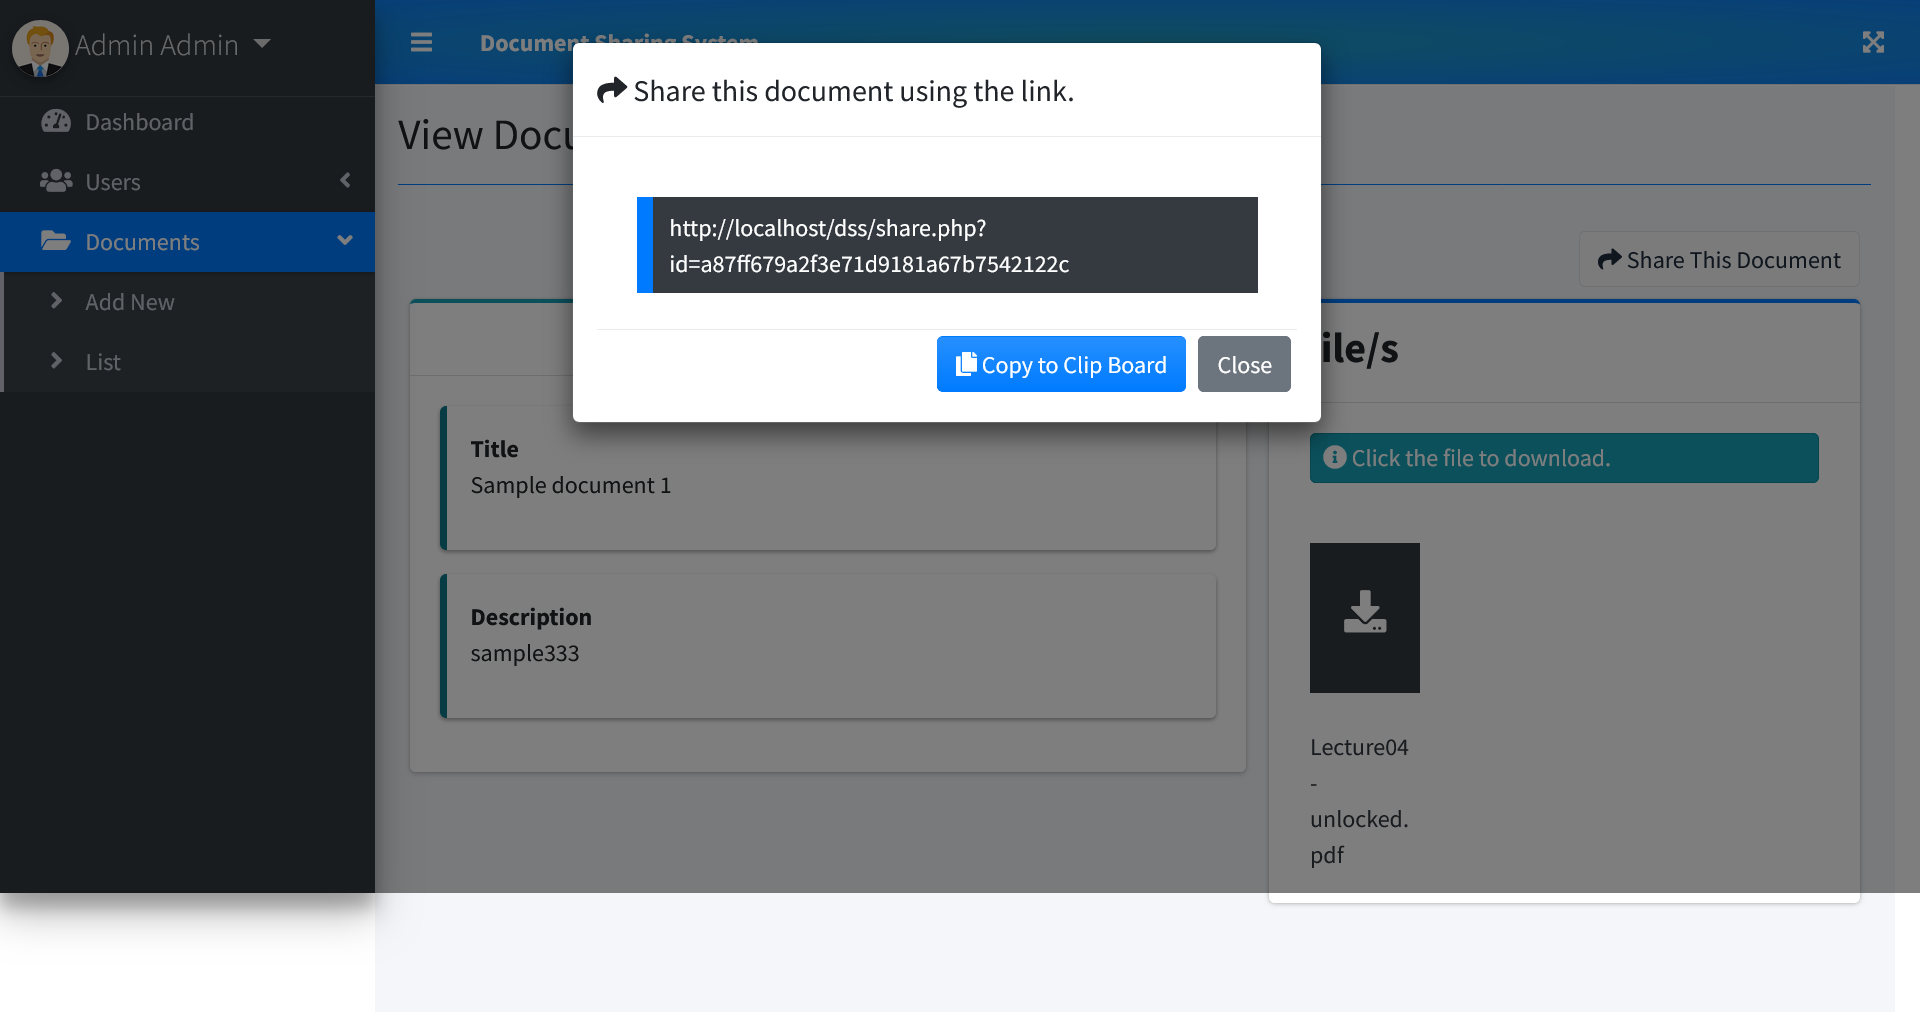 Admin Admin
Document Sharing System
Share this document using the link.
Dashboard
View Docu
Users
http://localhost/dss/share.php?
id=a87ff679a2f3e71d9181a67b7542122c
Documents
Share This Document
Add New
List
Copy to Clip Board
Close
ile/s
Title
Sample document 1
Click the file to download.
Description
sample333
Lecture04
-
unlocked.
pdf